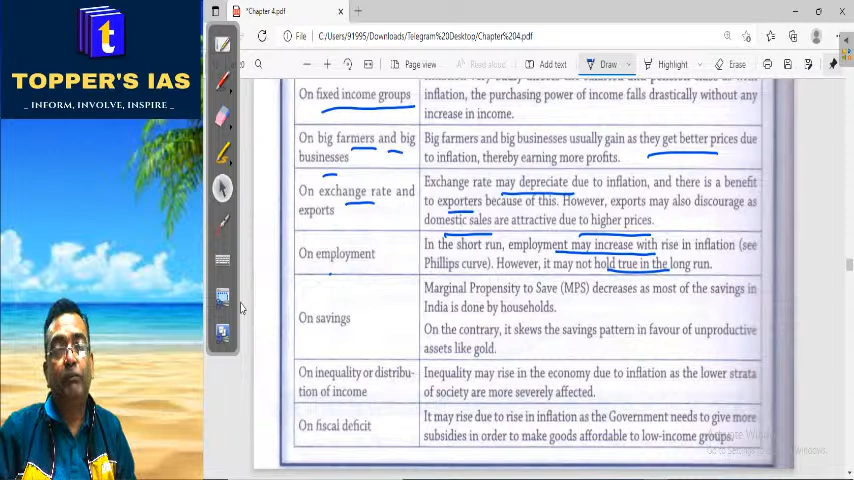 t
TOPPER'S IAS
_ INFORM, INVOLVE, INSPIRE _
*Chapter 4.pdf
File
C:/Users/91995/Downloads/Telegram%20Desktop/Chapter%204.pdf
Page view
Read aloud
Add text
Draw
Highlight
Erase
On fixed income groups
inflation, the purchasing power of income falls drastically without any
increase in income.
On big farmers and big
businesses
Big farmers and big businesses usually gain as they get better prices due
to inflation, thereby earning more profits.
On exchange rate and
exports
Exchange rate may depreciate due to inflation, and there is a benefit
to exporters because of this. However, exports may also discourage as
domestic sales are attractive due to higher prices.
On employment
In the short run, employment may increase with rise in inflation (see
Phillips curve). However, it may not hold true in the long run.
On savings
Marginal Propensity to Save (MPS) decreases as most of the savings in
India is done by households.
On the contrary, it skews the savings pattern in favour of unproductive
assets like gold.
On inequality or distribu-
tion of income
Inequality may rise in the economy due to inflation as the lower strata
of society are more severely affected.
On fiscal deficit
It may rise due to rise in inflation as the Government needs to give more
subsidies in order to make goods affordable to low-income groups.